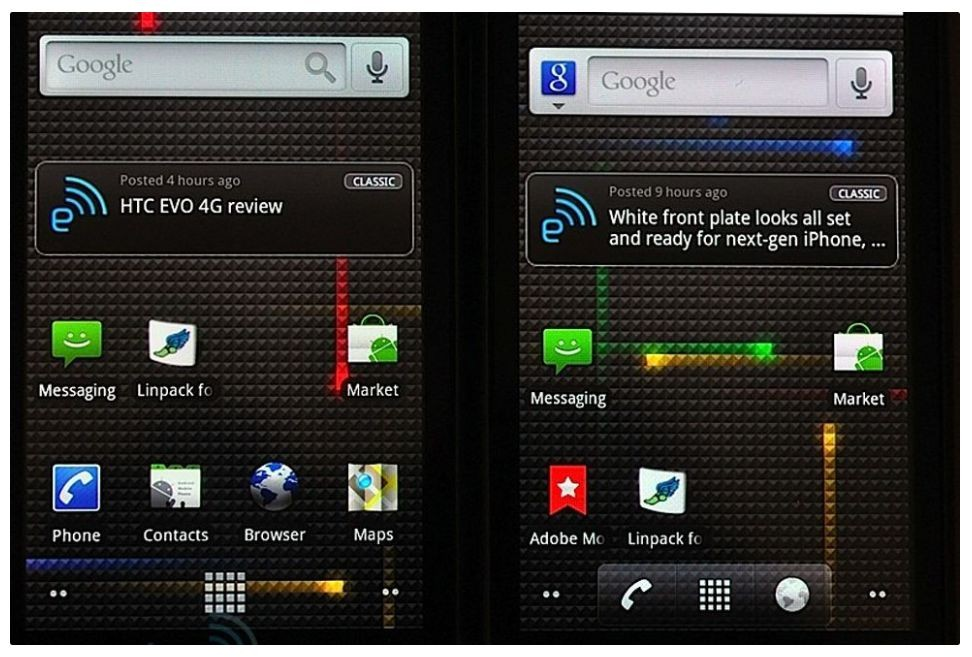 Google
Posted 4 hours ago
CLASSIC
HTC EVO 4G review
Messaging
Linpack fo
Market
Phone
Contacts
Browser
Maps
g
Google
Posted 9 hours ago
CLASSIC
White front plate looks all set
and ready for next-gen iPhone, ...
Messaging
Market
Adobe Mo
Linpack fo